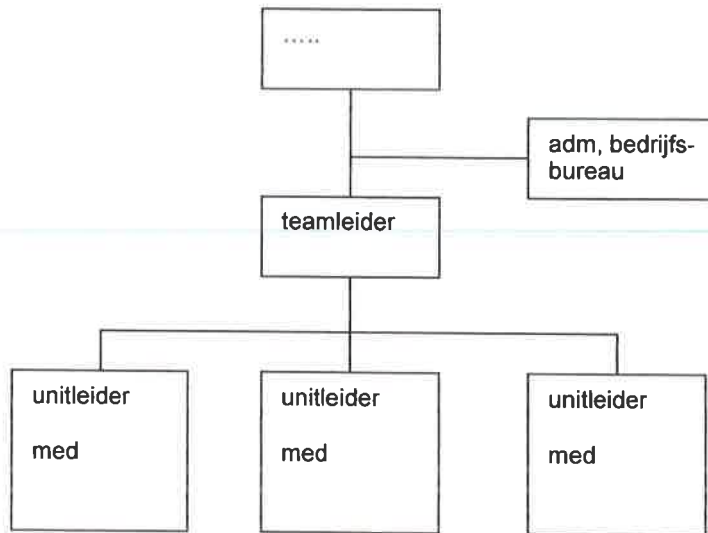 .....
adm, bedrijfs-
bureau
teamleider
unitleider
med
unitleider
med
unitleider
med